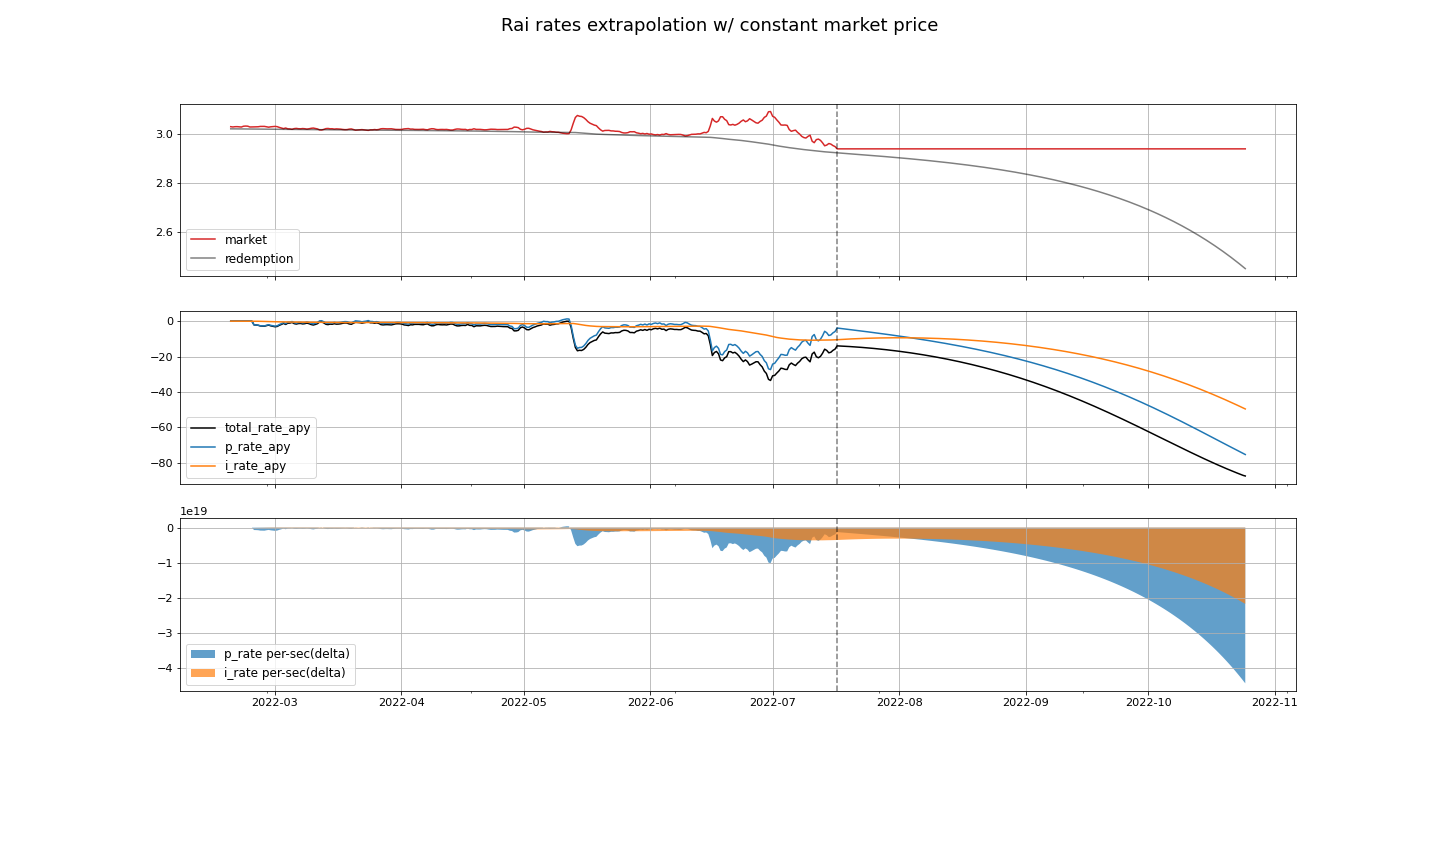 Rai rates extrapolation w/ constant market price
3.0
2.8
2.6
market
redemption
0
−20
−40
−60
−80
total_rate_apy
p_rate_apy
i_rate_apy
1e19
0
−1
−2
−3
−4
p_rate per-sec(delta)
i_rate per-sec(delta)
2022-03 2022-04 2022-05 2022-06 2022-07 2022-08 2022-09 2022-10 2022-11